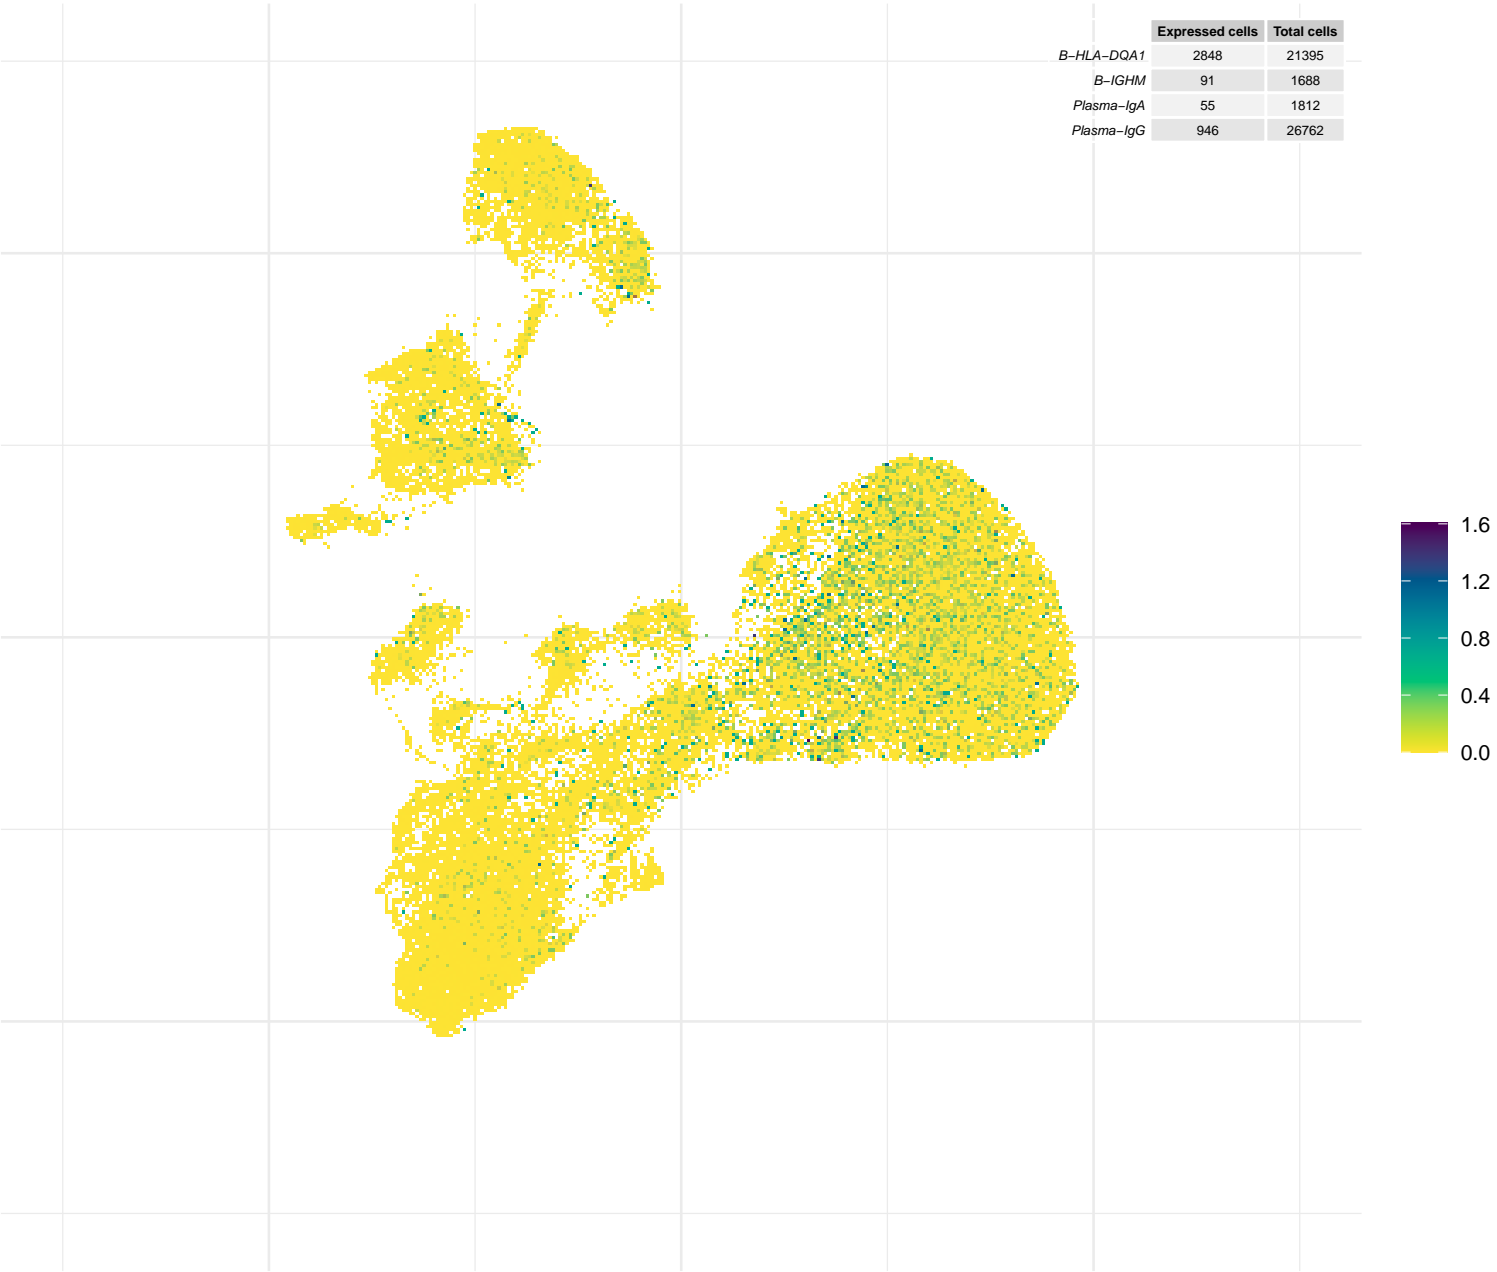 Expressed cells Total cells
B−HLA−DQA1 2848 21395
B−IGHM 91 1688
Plasma−IgA 55 1812
Plasma−IgG 946 26762
1.6
1.2
0.8
0.4
0.0